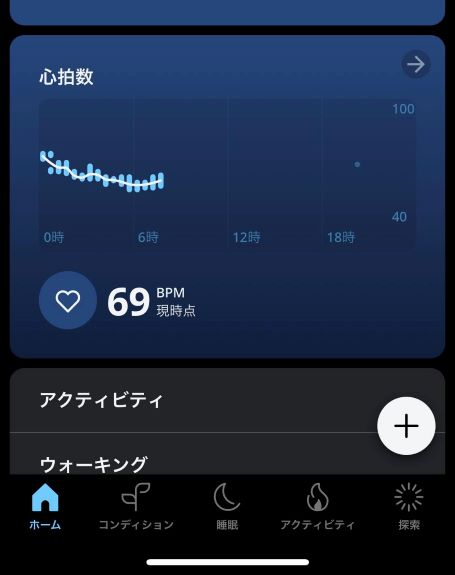 心拍数
100
40
0時 6時 12時 18時
69 BPM
現時点
アクティビティ
ウォーキング
ホーム コンディション 睡眠 アクティビティ 探索